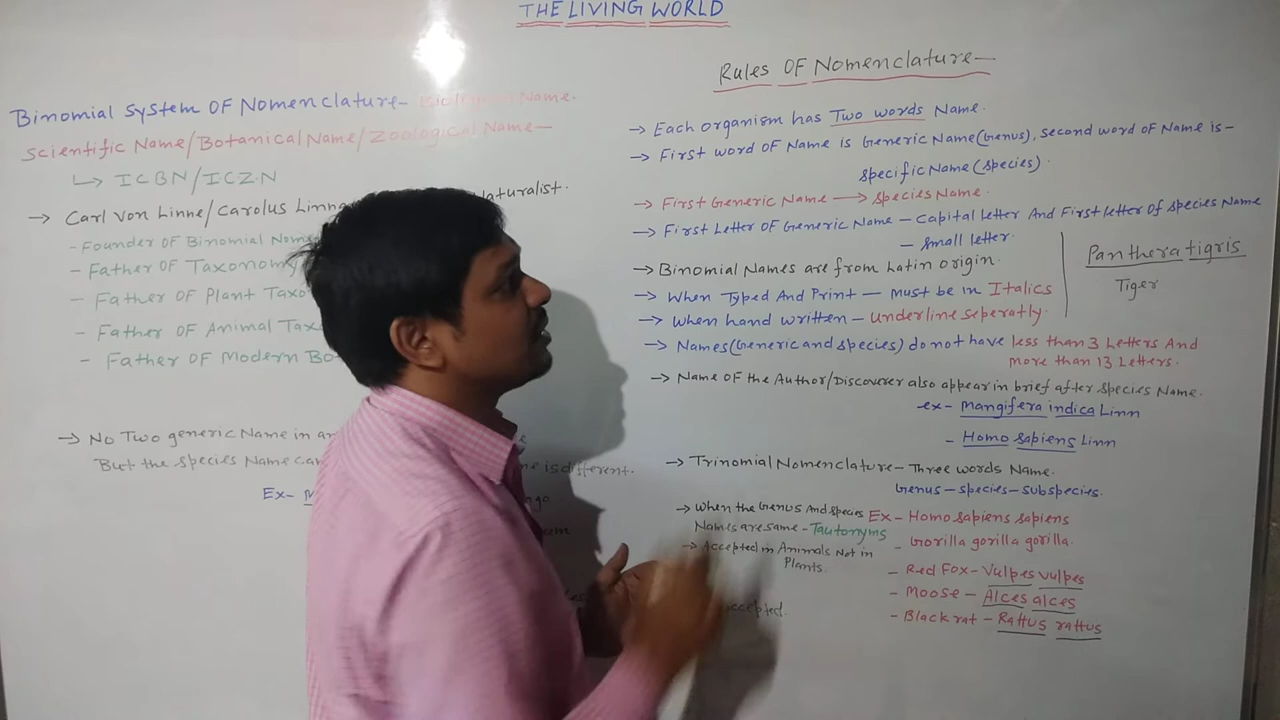 THE LIVING WORLD
Binomial System OF Nomenclature- Name.
Scientific Name/Botanical Name/Zoological Name-
↳ ICBN/ICZN
→ Carl Von Linne/Carolus Naturalist.
- Founder OF Binomial
- Father OF Taxonomy
- Father OF Plant
- Father OF Animal
- Father OF Modern
→ No Two generic Name in
But the Species Name is different.
Ex-
Rules OF Nomenclature-
→ Each organism has Two words Name.
→ First word of Name is Generic Name(Genus), Second word of Name is-
Specific Name (Species).
→ First Generic Name → Species Name.
→ First Letter OF Generic Name - Capital letter And First letter Of Species Name
- Small letter.
→ Binomial Names are from Latin origin.
→ When Typed And Print - must be in Italics
→ When hand written - underline seperatly.
Panthera tigris
Tiger
→ Names(Generic and Species) do not have less than 3 Letters And
more than 13 Letters.
→ Name OF the Author/Discoverer also appear in brief after Species Name.
ex- Mangifera indica Linn
- Homo sapiens Linn
→ Trinomial Nomenclature - Three words Name.
Genus - Species - Subspecies.
→ When the Genus And Species
Names are same - Tautonyms
→ Accepted in Animals Not in
Plants.
accepted.
Ex- Homo sapiens sapiens
- Gorilla gorilla gorilla.
- Red Fox - Vulpes vulpes
- Moose - Alces alces
- Black rat - Rattus rattus